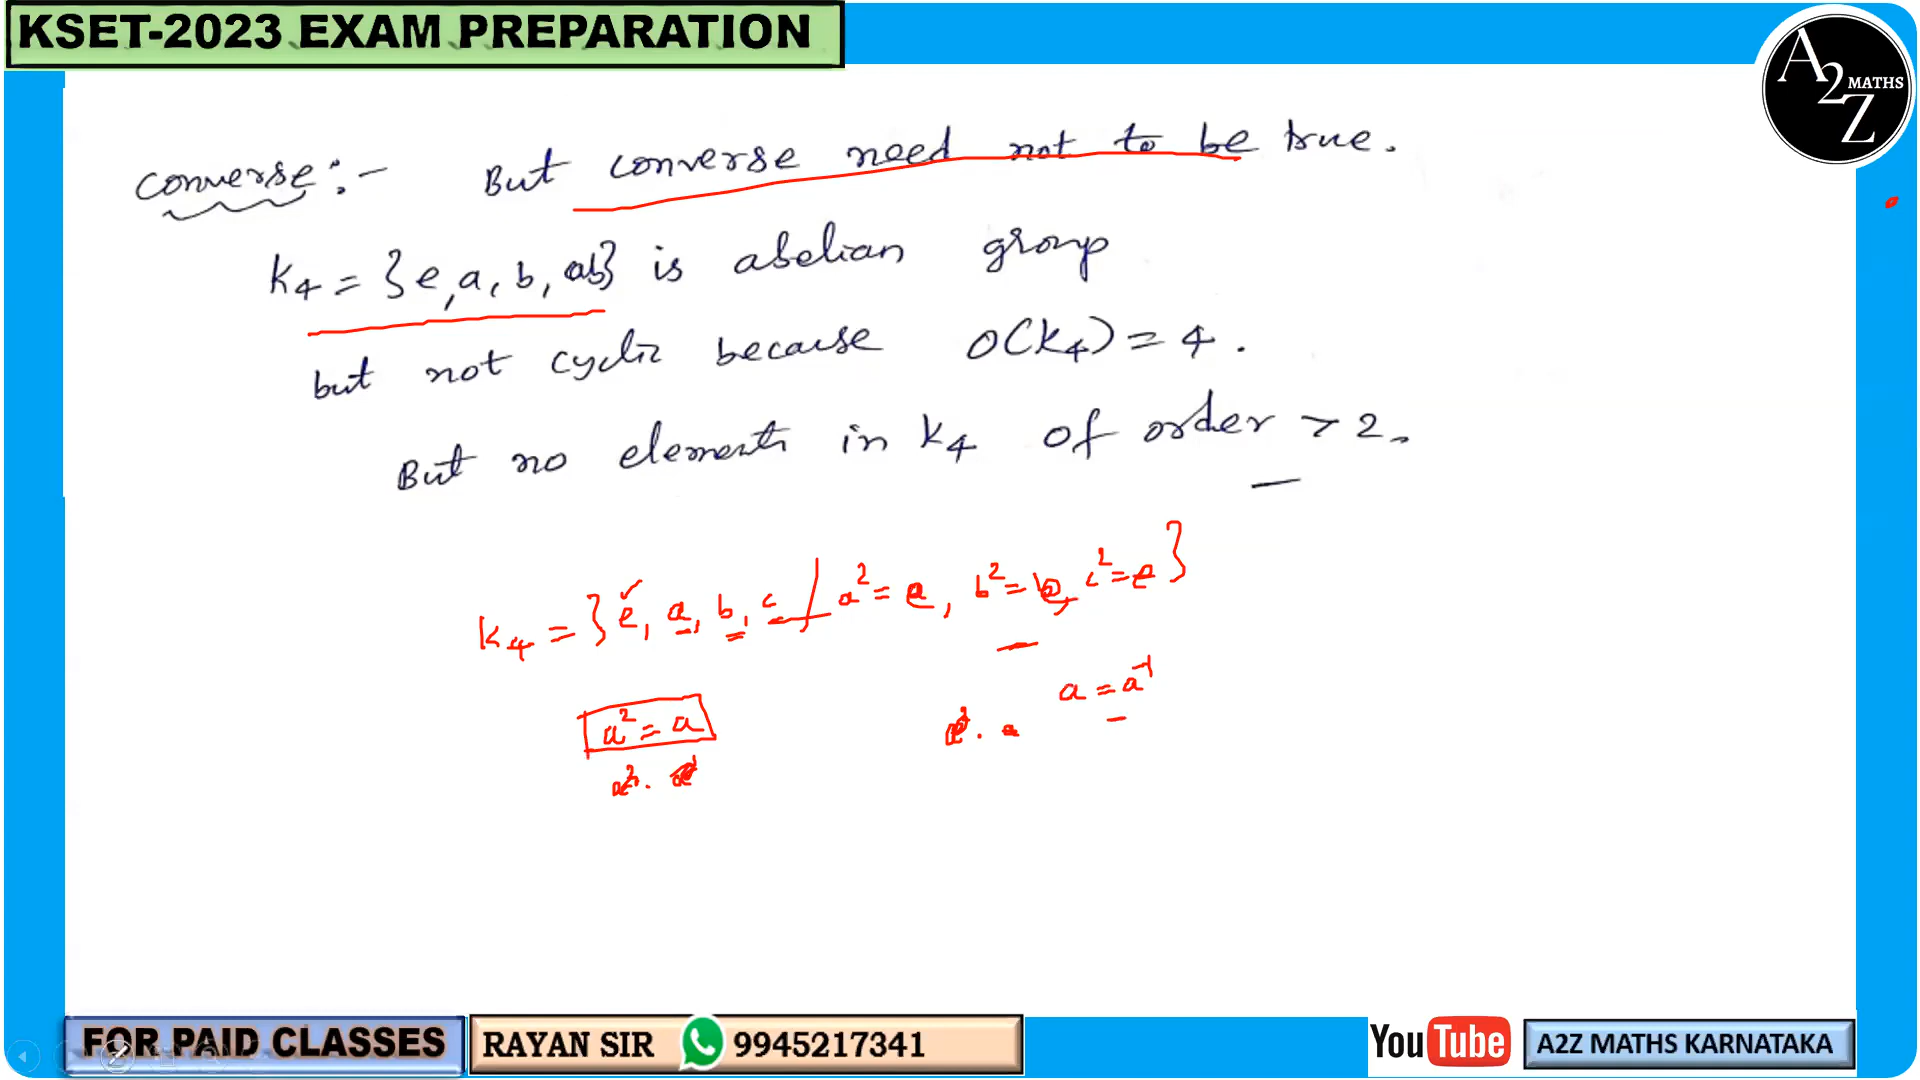 KSET-2023 EXAM PREPARATION
A2Z MATHS
Converse :- But converse need not to be true.
K₄ = {e, a, b, ab} is abelian group
but not cyclic because O(K₄) = 4.
But no elements in K₄ of order > 2.
K₄ = {e, a, b, c / a² = e, b² = e, c² = e}
a = a⁻¹
a² = a
FOR PAID CLASSES
RAYAN SIR 9945217341
YouTube
A2Z MATHS KARNATAKA